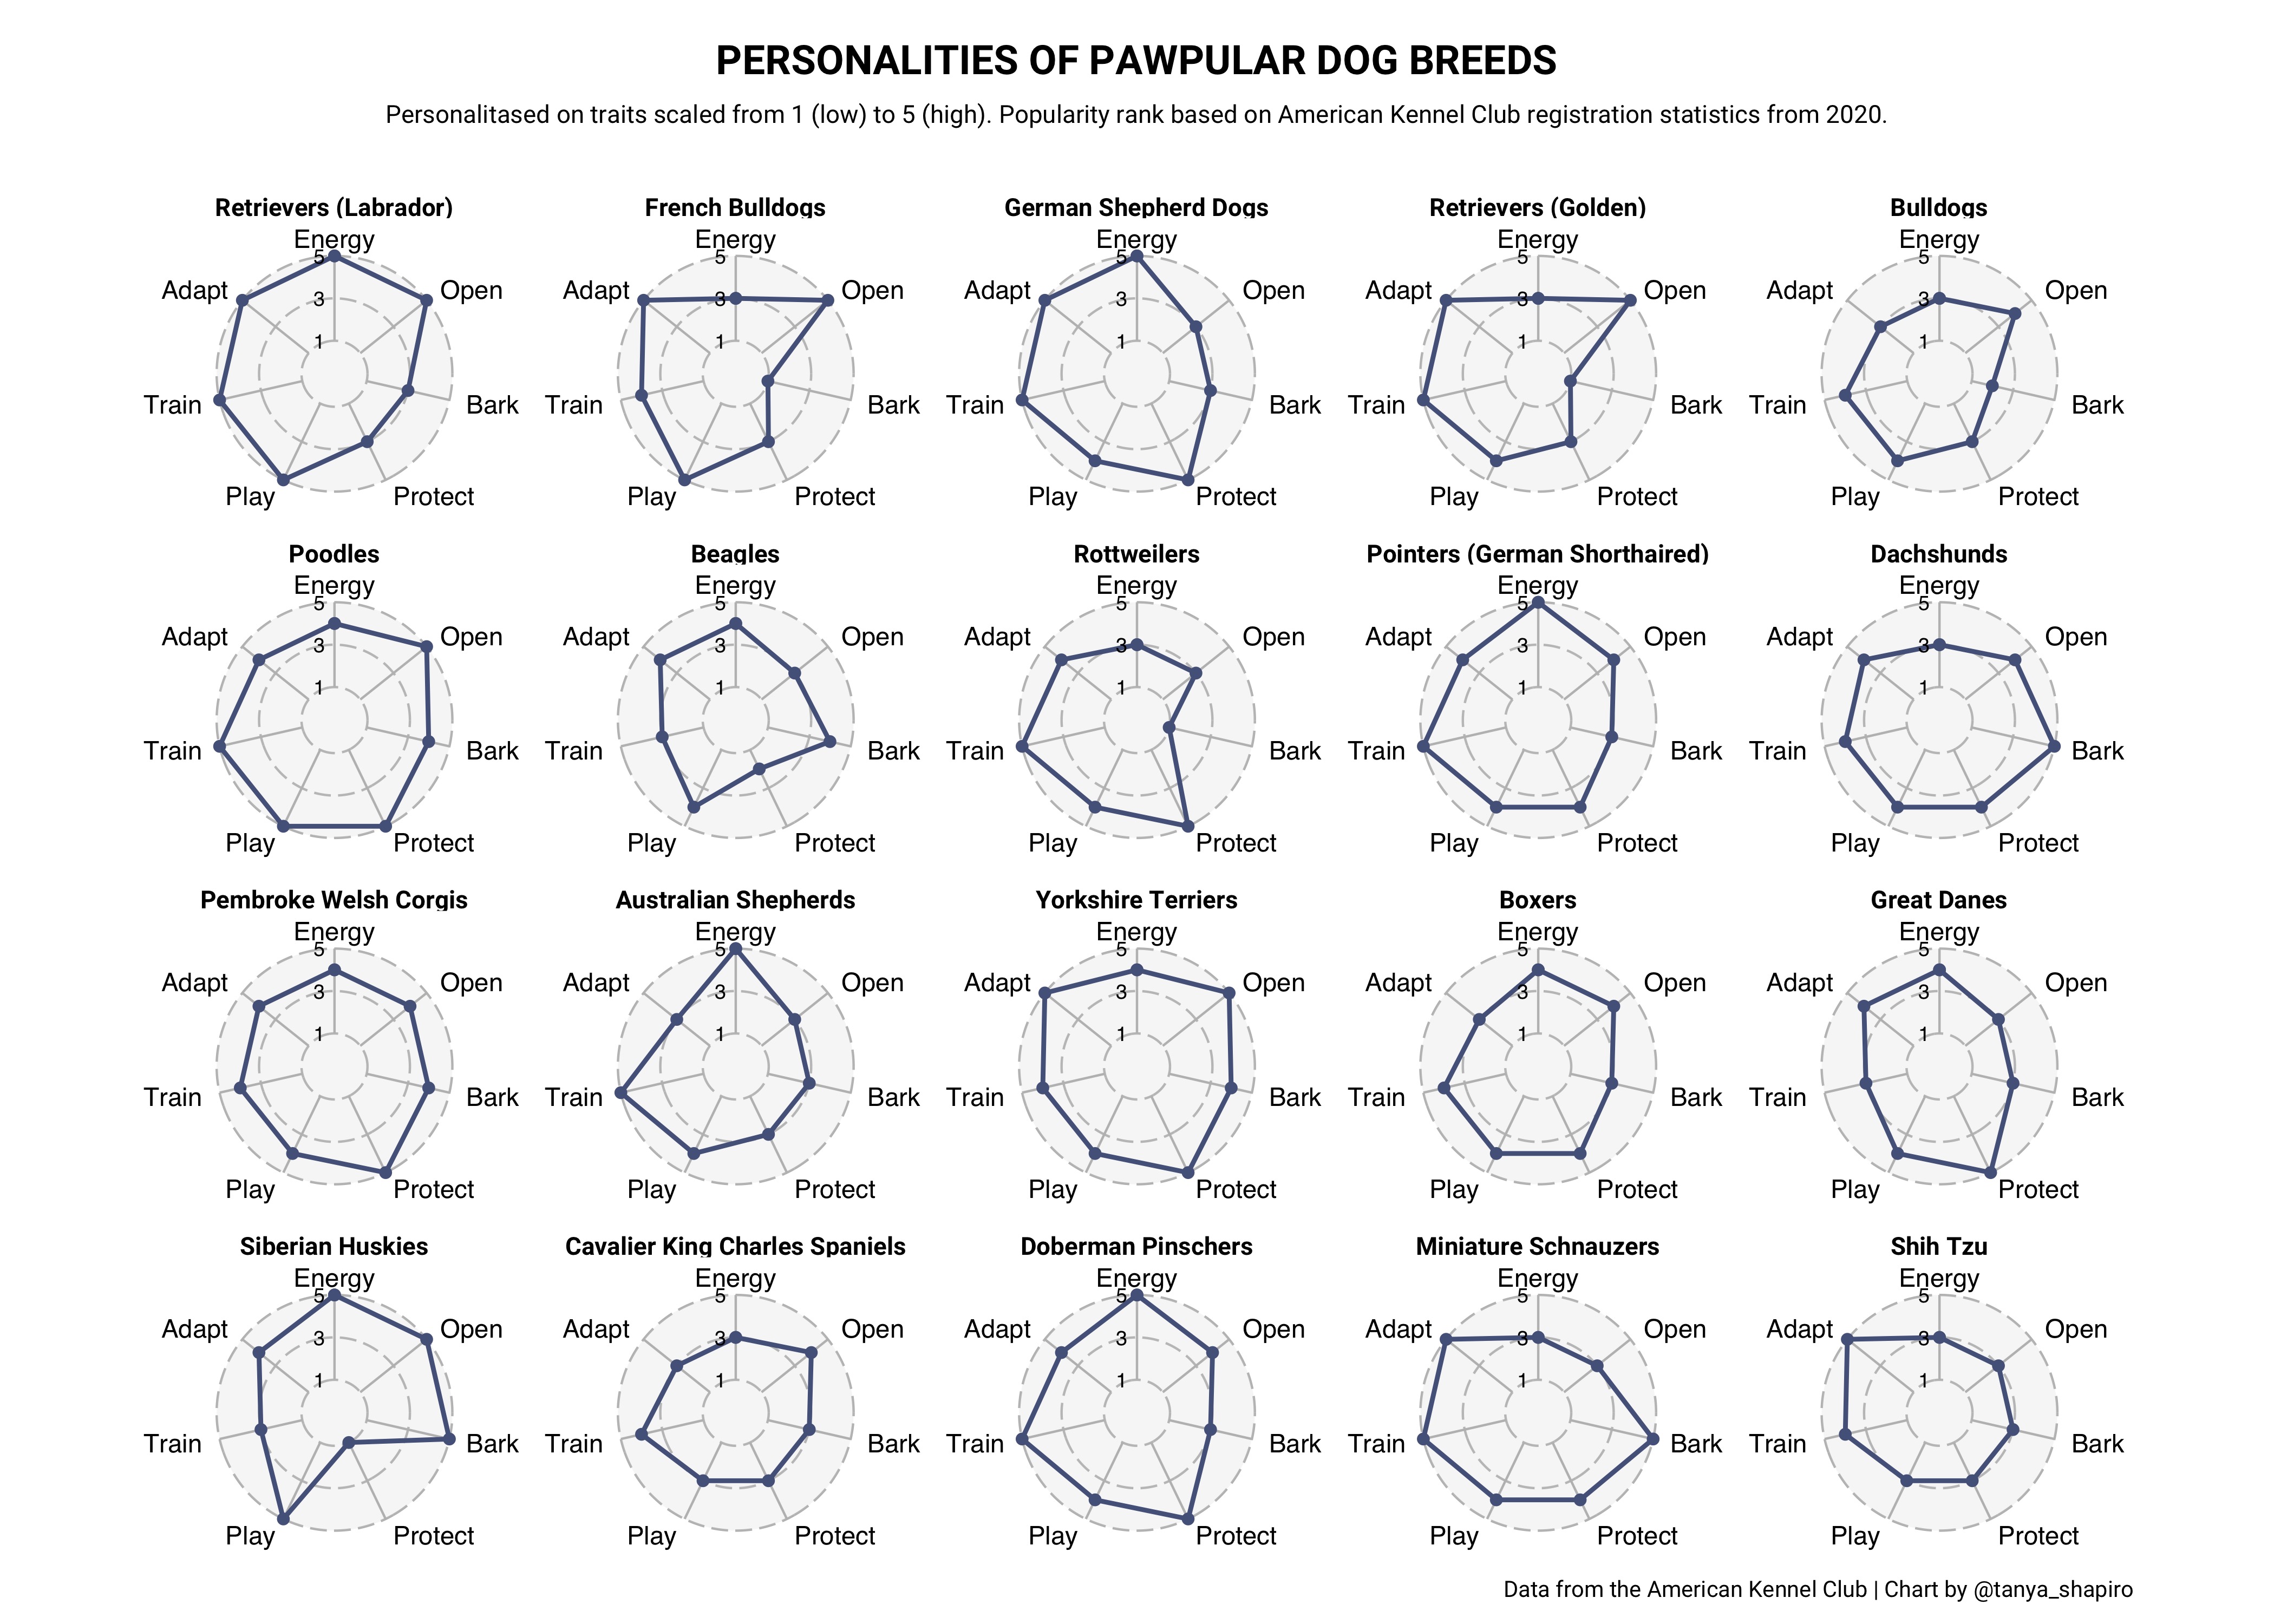 PERSONALITIES OF PAWPULAR DOG BREEDS
Personalitased on traits scaled from 1 (low) to 5 (high). Popularity rank based on American Kennel Club registration statistics from 2020.
Retrievers (Labrador)
Energy
5
Adapt
Open
3
1
Train
Bark
Play
Protect
French Bulldogs
Energy
5
Adapt
Open
3
1
Train
Bark
Play
Protect
German Shepherd Dogs
Energy
5
Adapt
Open
3
1
Train
Bark
Play
Protect
Retrievers (Golden)
Energy
5
Adapt
Open
3
1
Train
Bark
Play
Protect
Bulldogs
Energy
5
Adapt
Open
3
1
Train
Bark
Play
Protect
Poodles
Energy
5
Adapt
Open
3
1
Train
Bark
Play
Protect
Beagles
Energy
5
Adapt
Open
3
1
Train
Bark
Play
Protect
Rottweilers
Energy
5
Adapt
Open
3
1
Train
Bark
Play
Protect
Pointers (German Shorthaired)
Energy
5
Adapt
Open
3
1
Train
Bark
Play
Protect
Dachshunds
Energy
5
Adapt
Open
3
1
Train
Bark
Play
Protect
Pembroke Welsh Corgis
Energy
5
Adapt
Open
3
1
Train
Bark
Play
Protect
Australian Shepherds
Energy
5
Adapt
Open
3
1
Train
Bark
Play
Protect
Yorkshire Terriers
Energy
5
Adapt
Open
3
1
Train
Bark
Play
Protect
Boxers
Energy
5
Adapt
Open
3
1
Train
Bark
Play
Protect
Great Danes
Energy
5
Adapt
Open
3
1
Train
Bark
Play
Protect
Siberian Huskies
Energy
5
Adapt
Open
3
1
Train
Bark
Play
Protect
Cavalier King Charles Spaniels
Energy
5
Adapt
Open
3
1
Train
Bark
Play
Protect
Doberman Pinschers
Energy
5
Adapt
Open
3
1
Train
Bark
Play
Protect
Miniature Schnauzers
Energy
5
Adapt
Open
3
1
Train
Bark
Play
Protect
Shih Tzu
Energy
5
Adapt
Open
3
1
Train
Bark
Play
Protect
Data from the American Kennel Club | Chart by @tanya_shapiro